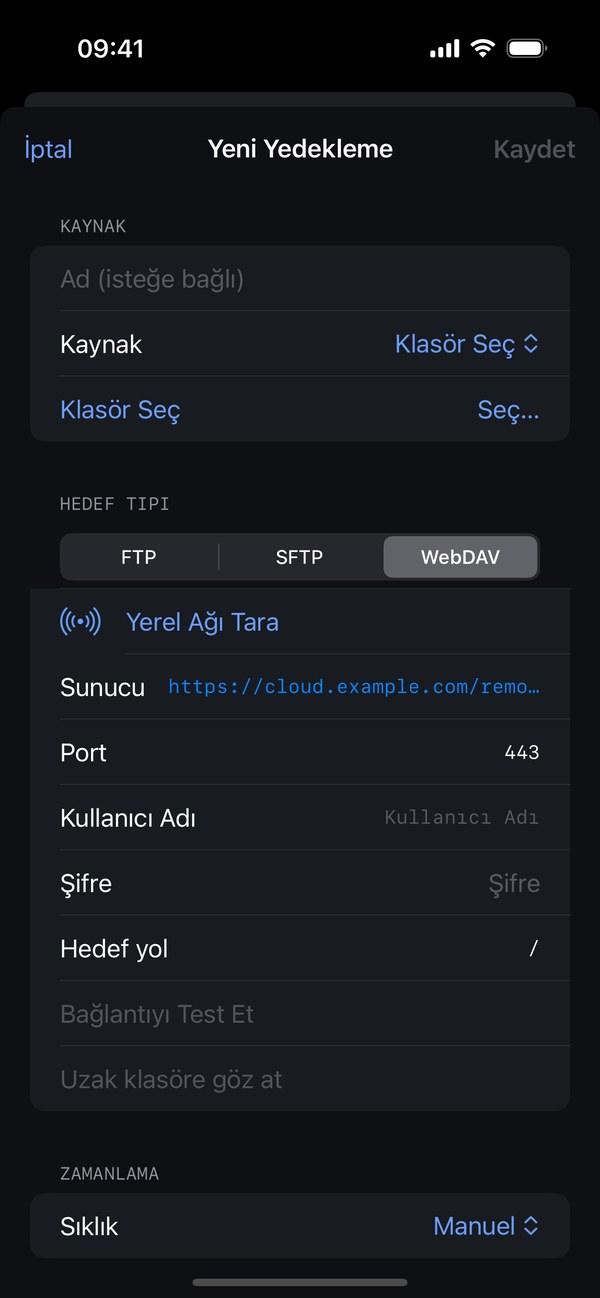 09:41
İptal Yeni Yedekleme Kaydet
KAYNAK
Ad (isteğe bağlı)
Kaynak Klasör Seç
Klasör Seç Seç...
HEDEF TIPI
FTP SFTP WebDAV
Yerel Ağı Tara
Sunucu https://cloud.example.com/remo…
Port 443
Kullanıcı Adı Kullanıcı Adı
Şifre Şifre
Hedef yol /
Bağlantıyı Test Et
Uzak klasöre göz at
ZAMANLAMA
Sıklık Manuel